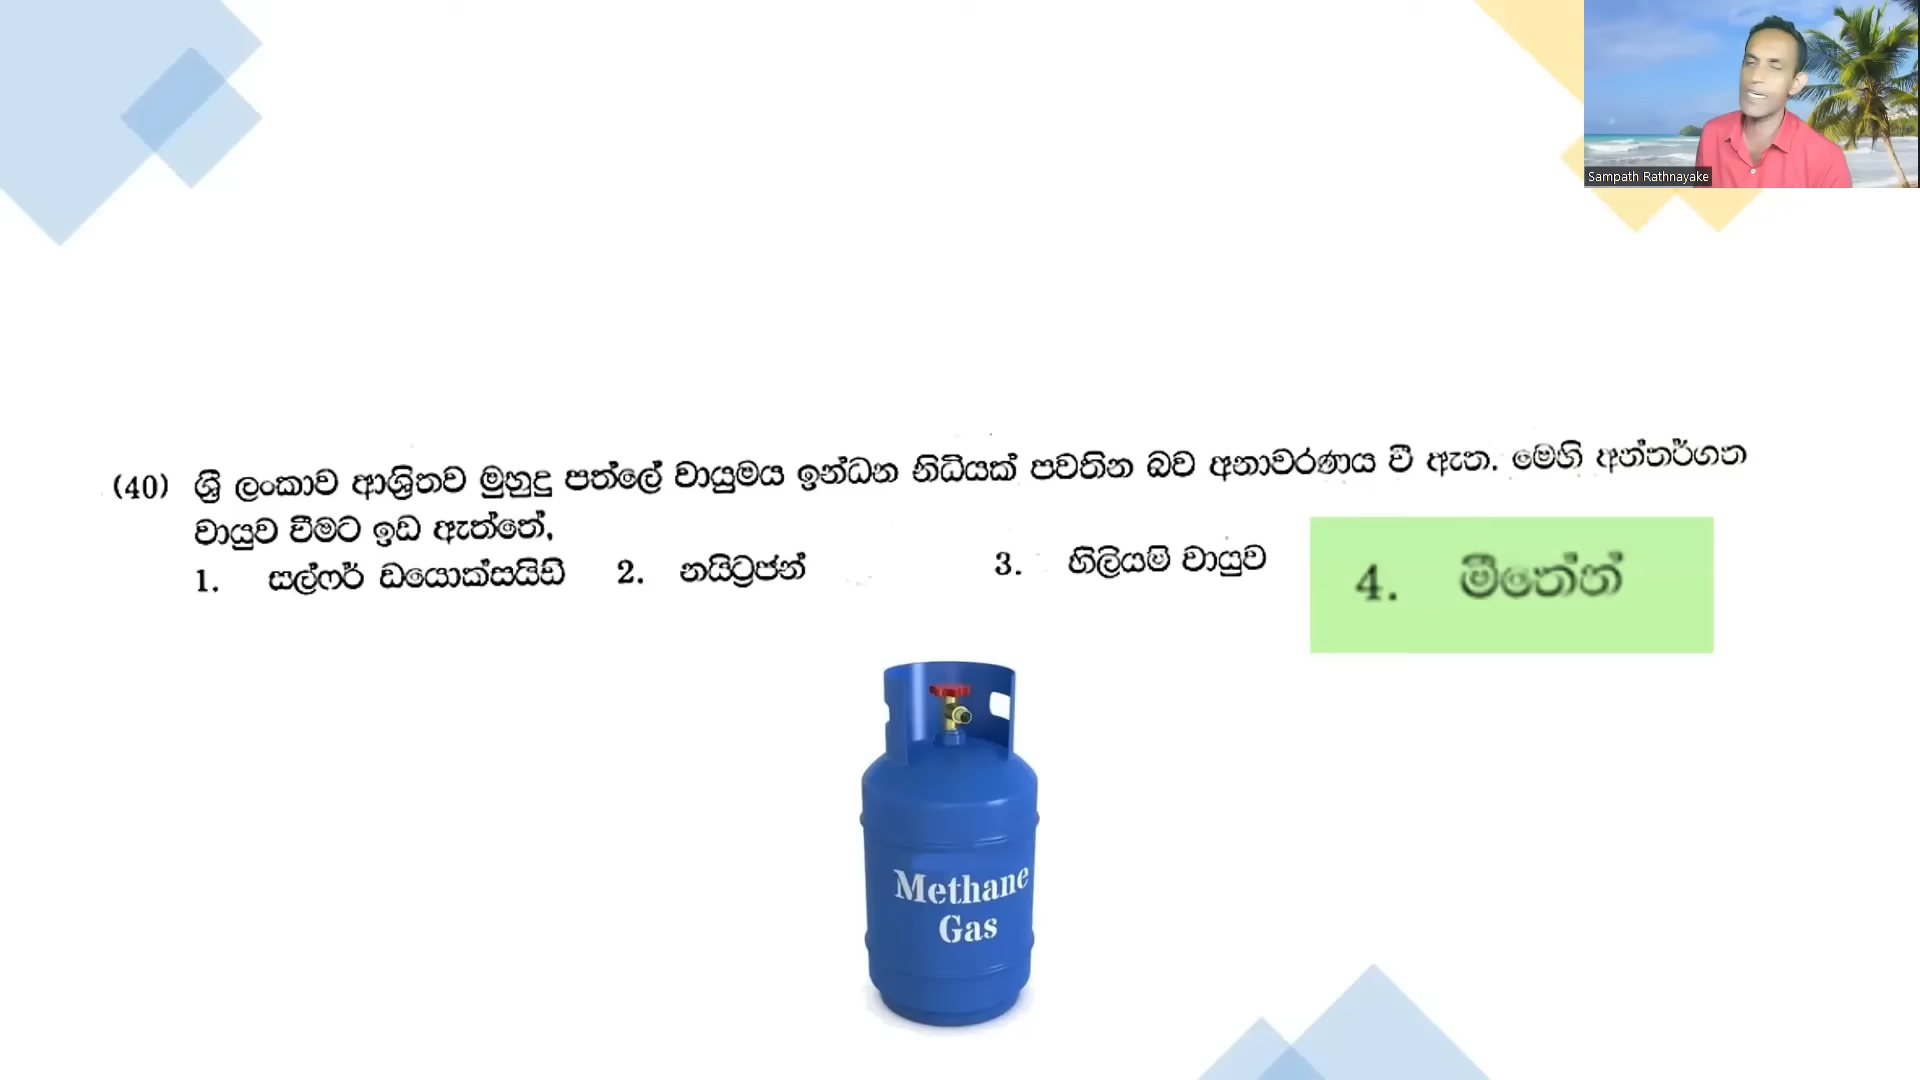 Sampath Rathnayake
(40) ශ්‍රී ලංකාව ආශ්‍රිතව මුහුදු පත්ලේ වායුමය ඉන්ධන නිධියක් පවතින බව අනාවරණය වී ඇත. මෙහි අන්තර්ගත
වායුව වීමට ඉඩ ඇත්තේ,
1. සල්ෆර් ඩයොක්සයිඩ් 2. නයිට්‍රජන් 3. හිලියම් වායුව 4. මීතේන්
Methane
Gas